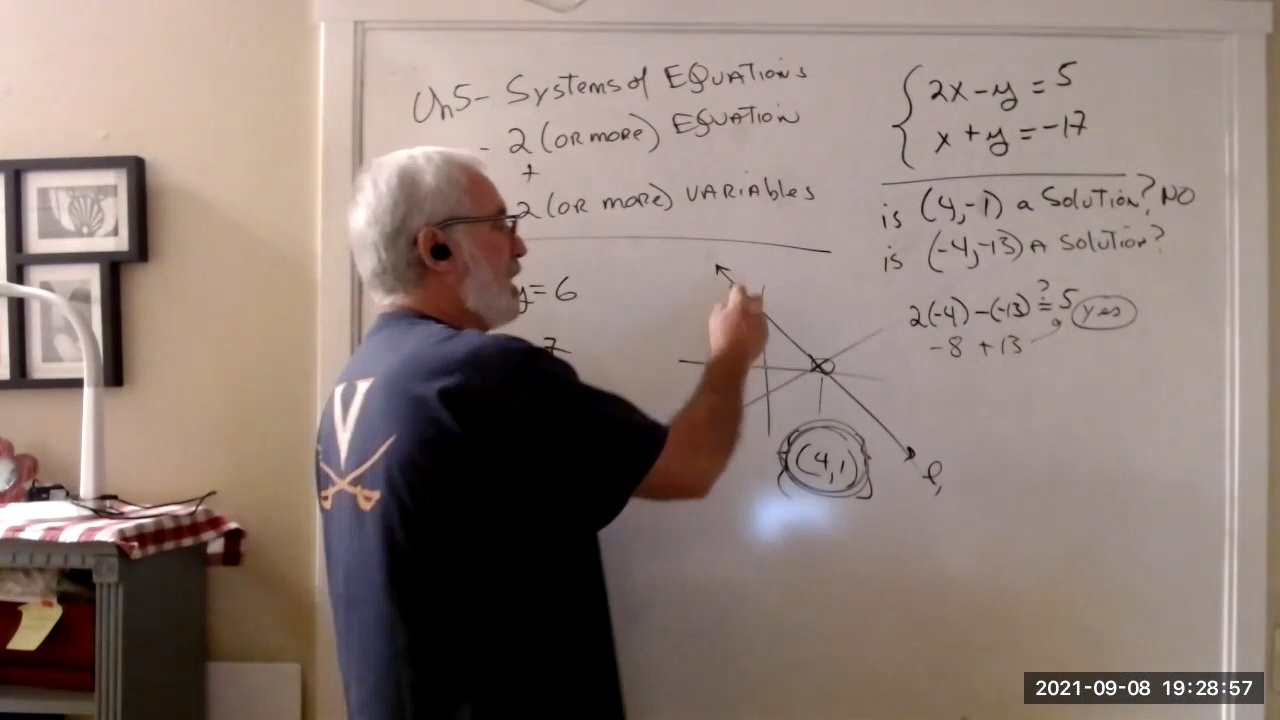 Ch 5 - Systems of EQUATIONS
- 2 (OR MORE) EQUATION
+
2 (OR MORE) VARIAbles
y = 6
7
(4,1
l,
{ 2x - y = 5
x + y = -17
is (4,-1) a Solution? NO
is (-4,-13) A Solution?
2(-4) - (-13) ≟ 5 yes
-8 + 13
V
2021-09-08 19:28:57